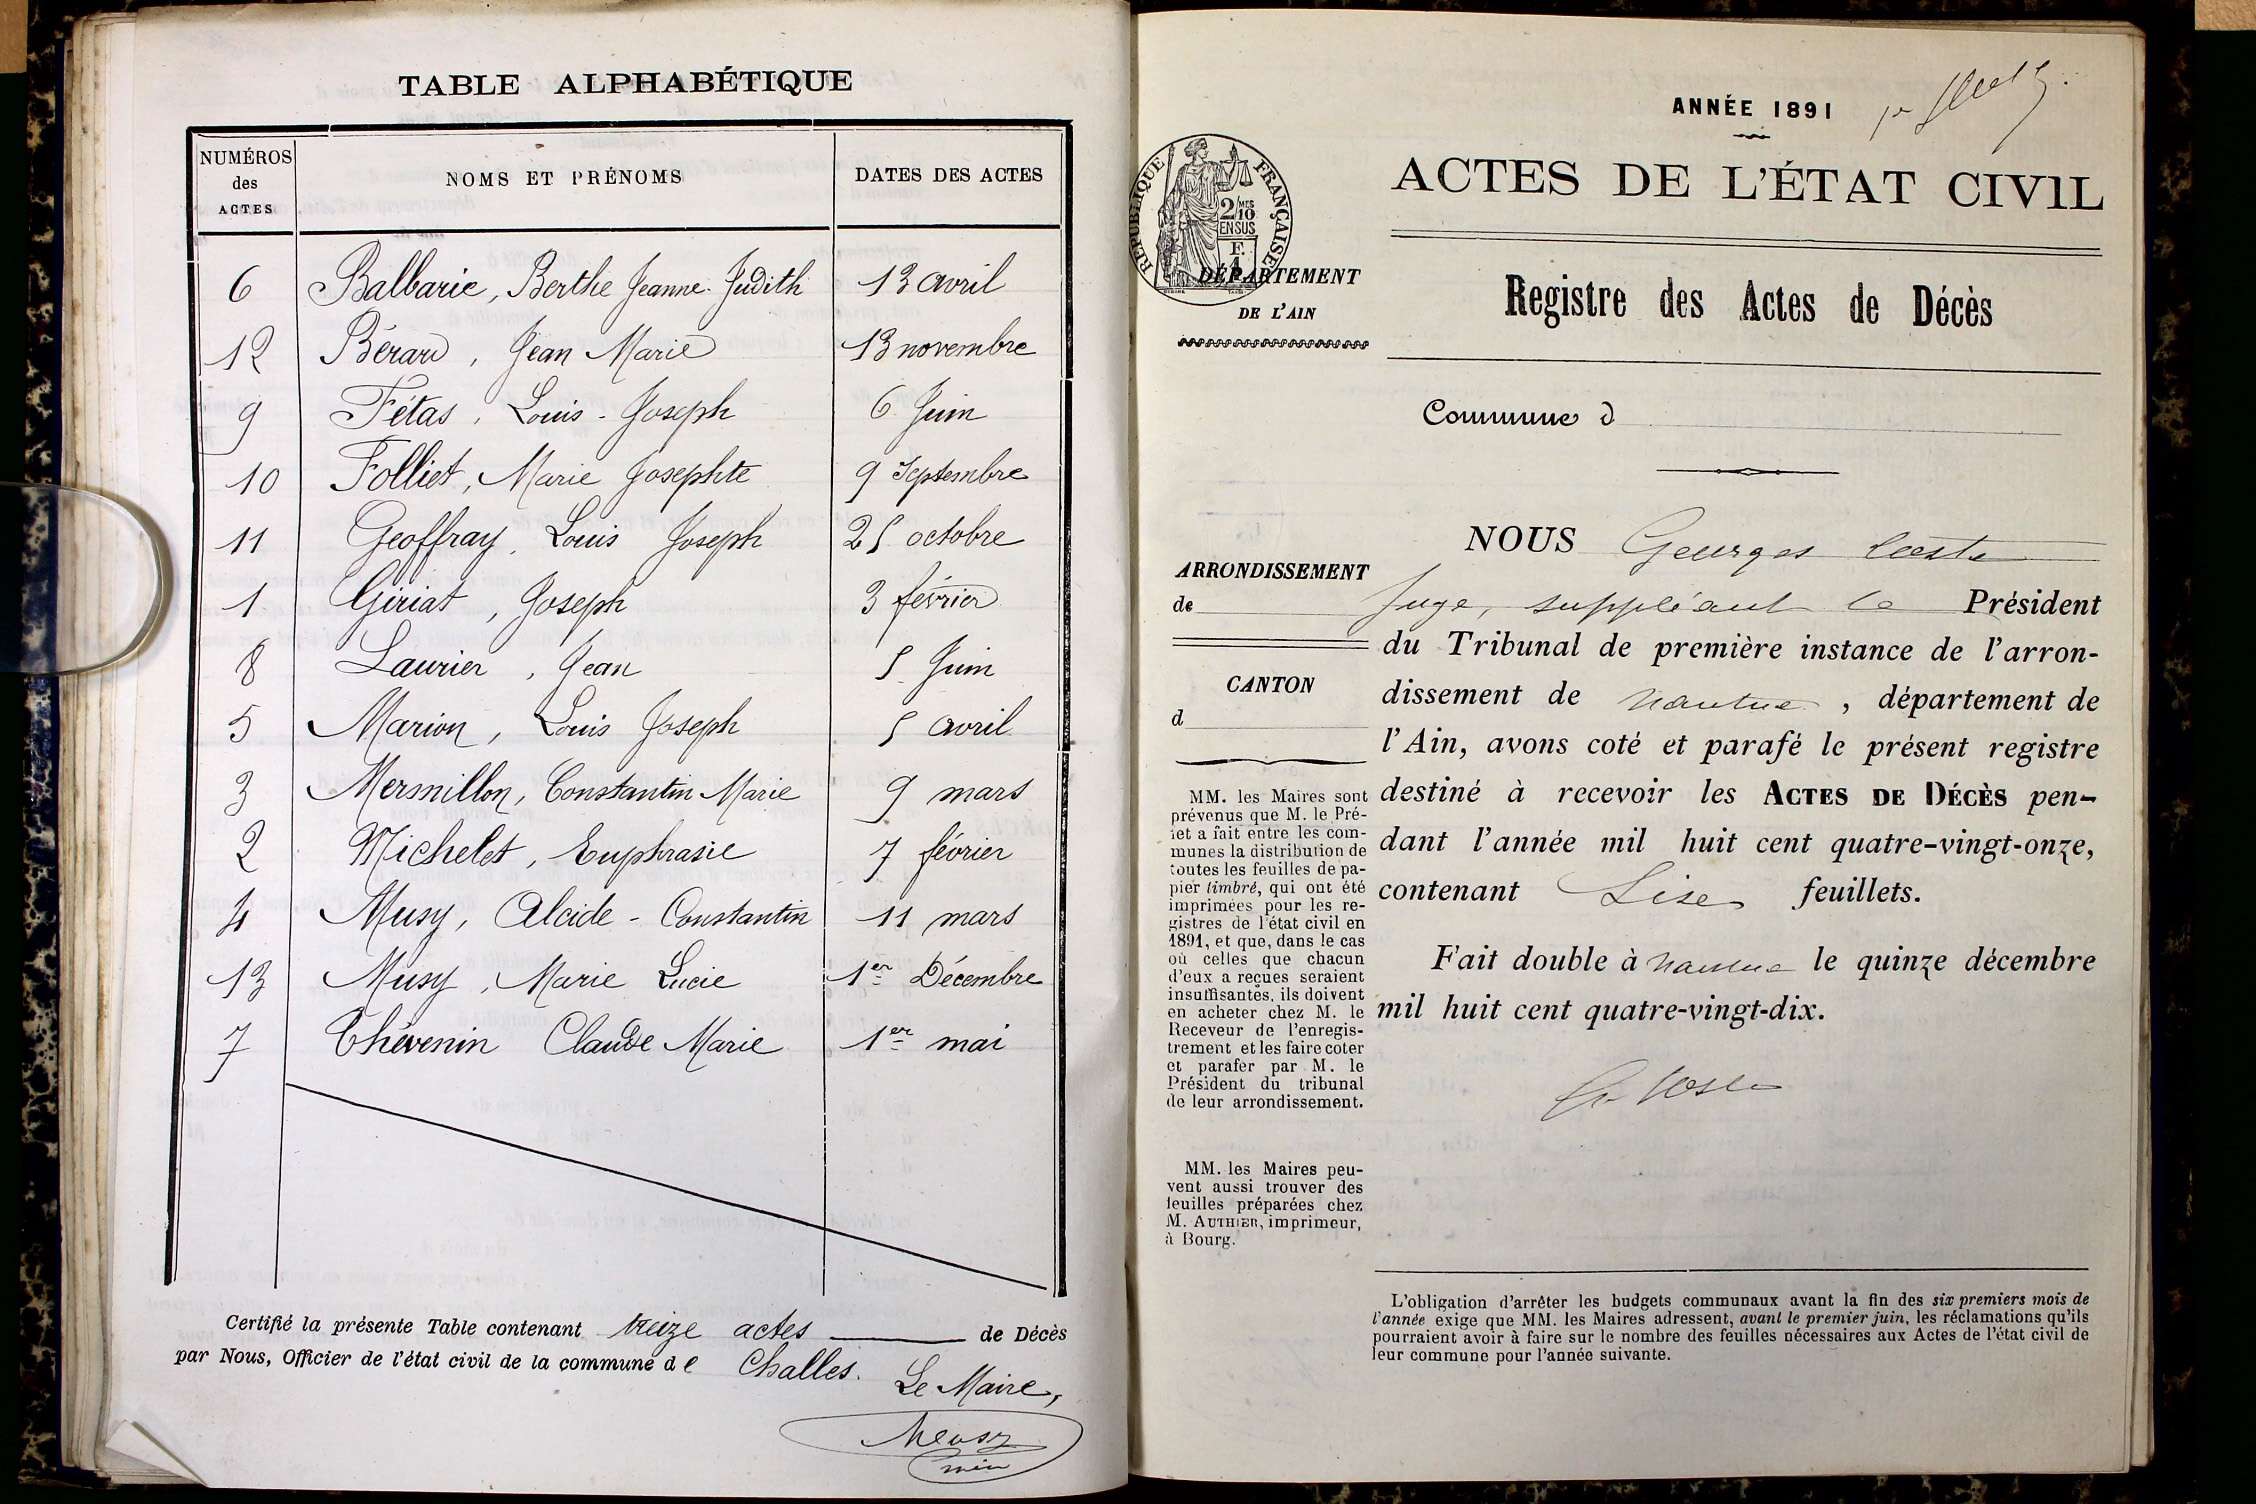 TABLE ALPHABÉTIQUE
NUMÉROS des ACTES
NOMS ET PRÉNOMS
DATES DES ACTES
6 Balbarie, Berthe Jeanne Judith 13 avril
12 Bérard, Jean Marie 13 novembre
9 Fétas, Louis-Joseph 6 Juin
10 Folliet, Marie Josephte 9 Septembre
11 Geoffray, Louis Joseph 25 octobre
1 Giriat, Joseph 3 février
8 Laurier, Jean 5 Juin
5 Marion, Louis Joseph 5 avril
3 Mermillon, Constantin Marie 9 mars
2 Michelet, Euphrasie 7 février
4 Musy, Alcide-Constantin 11 mars
13 Musy, Marie Lucie 1er Décembre
7 Thévenin Claude Marie 1er mai
Certifié la présente Table contenant treize actes de Décès
par Nous, Officier de l'état civil de la commune de Challes.
Le Maire,
Musy
ANNÉE 1891
RÉPUBLIQUE FRANÇAISE
2/10 MES
EN SUS
ACTES DE L'ÉTAT CIVIL
DÉPARTEMENT
DE L'AIN
Registre des Actes de Décès
Commune d
ARRONDISSEMENT
de
CANTON
d
MM. les Maires sont
prévenus que M. le Pré-
fet a fait entre les com-
munes la distribution de
toutes les feuilles de pa-
pier timbré, qui ont été
imprimées pour les re-
gistres de l'état civil en
1891, et que, dans le cas
où celles que chacun
d'eux a reçues seraient
insuffisantes, ils doivent
en acheter chez M. le
Receveur de l'enregis-
trement et les faire coter
et parafer par M. le
Président du tribunal
de leur arrondissement.
MM. les Maires peu-
vent aussi trouver des
feuilles préparées chez
M. AUTHIER, imprimeur,
à Bourg.
NOUS Georges
Juge, suppléant le Président
du Tribunal de première instance de l'arron-
dissement de Nantua, département de
l'Ain, avons coté et parafé le présent registre
destiné à recevoir les ACTES DE DÉCÈS pen-
dant l'année mil huit cent quatre-vingt-onze,
contenant feuillets.
Fait double à Nantua le quinze décembre
mil huit cent quatre-vingt-dix.
L'obligation d'arrêter les budgets communaux avant la fin des six premiers mois de
l'année exige que MM. les Maires adressent, avant le premier juin, les réclamations qu'ils
pourraient avoir à faire sur le nombre des feuilles nécessaires aux Actes de l'état civil de
leur commune pour l'année suivante.